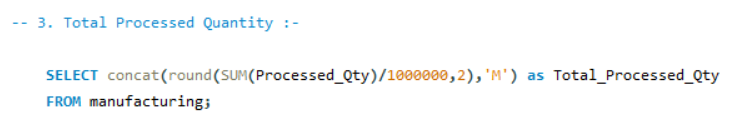 -- 3. Total Processed Quantity :-
SELECT concat(round(SUM(Processed_Qty)/1000000,2),'M') as Total_Processed_Qty
FROM manufacturing;